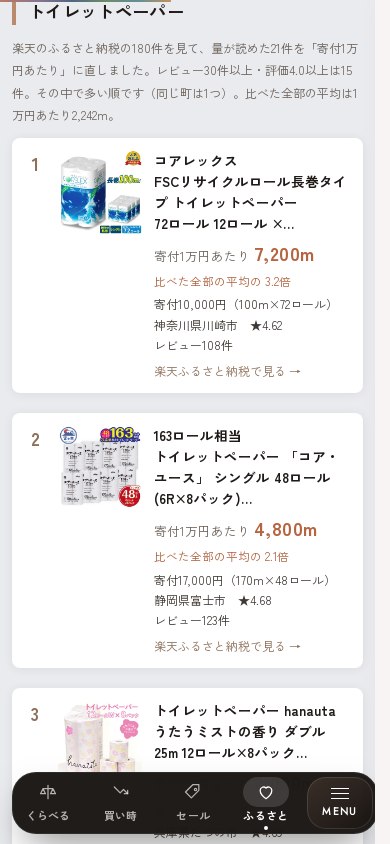 トイレットペーパー
楽天のふるさと納税の180件を見て、量が読めた21件を「寄付1万
円あたり」に直しました。レビュー30件以上・評価4.0以上は15
件。その中で多い順です（同じ町は1つ）。比べた全部の平均は1
万円あたり2,242m。
1
コアレックス
FSCリサイクルロール長巻タイ
プ トイレットペーパー
72ロール 12ロール ×...
寄付1万円あたり 7,200m
比べた全部の平均の 3.2倍
寄付10,000円（100m×72ロール）
神奈川県川崎市 ★4.62
レビュー108件
楽天ふるさと納税で見る →
2
163ロール相当
トイレットペーパー 「コア・
ユース」 シングル 48ロール
(6R×8パック)...
寄付1万円あたり 4,800m
比べた全部の平均の 2.1倍
寄付17,000円（170m×48ロール）
静岡県富士市 ★4.68
レビュー123件
楽天ふるさと納税で見る →
3
トイレットペーパー hanauta
うたうミストの香り ダブル
25m 12ロール×8パック...
くらべる
買い時
セール
ふるさと
MENU